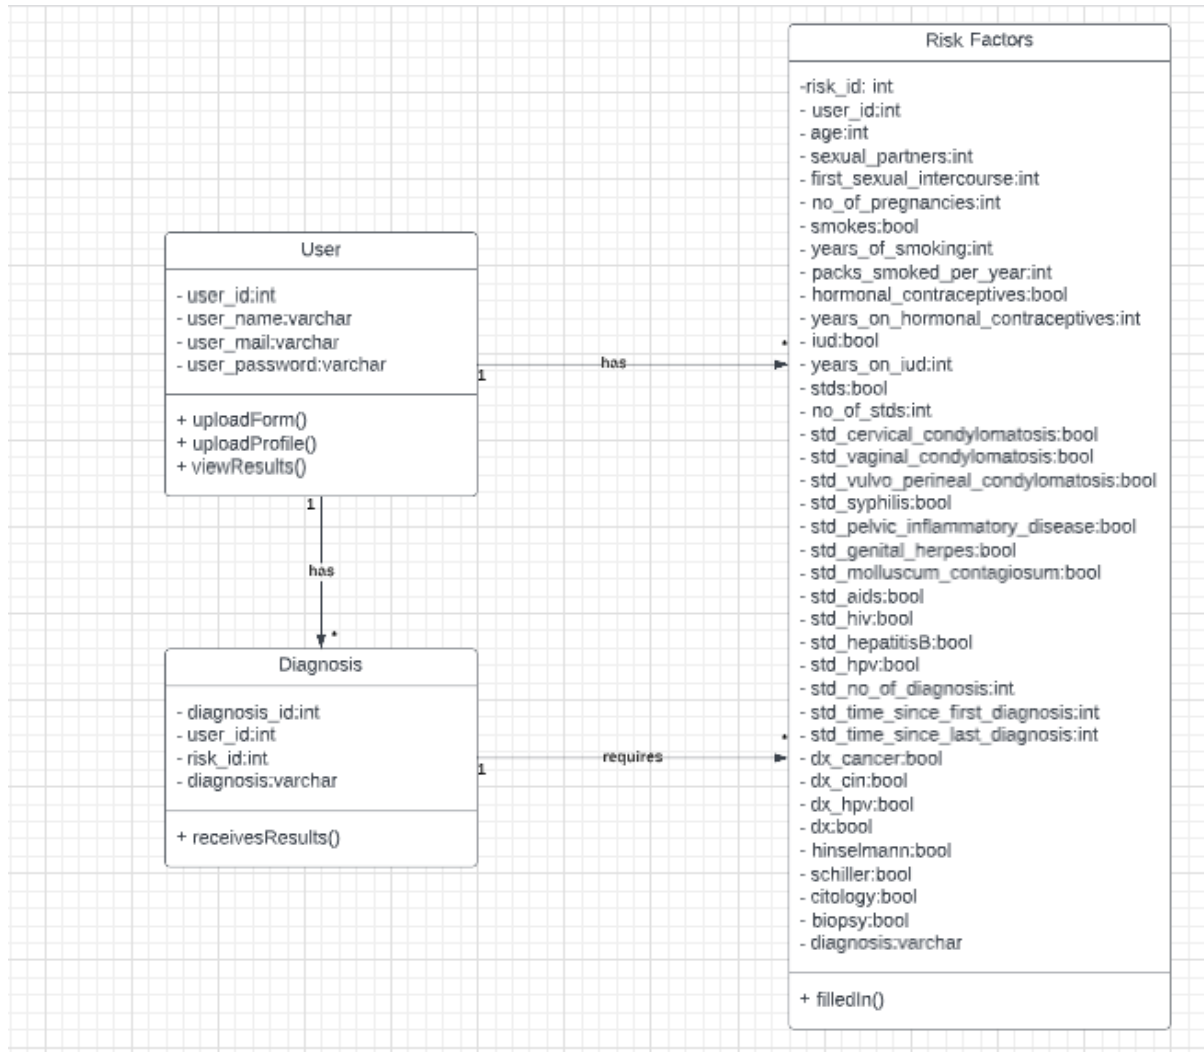 User
- user_id:int
- user_name:varchar
- user_mail:varchar
- user_password:varchar
+ uploadForm()
+ uploadProfile()
+ viewResults()
1
has
*
1
has
*
Diagnosis
- diagnosis_id:int
- user_id:int
- risk_id:int
- diagnosis:varchar
+ receivesResults()
1
requires
*
Risk Factors
-risk_id: int
- user_id:int
- age:int
- sexual_partners:int
- first_sexual_intercourse:int
- no_of_pregnancies:int
- smokes:bool
- years_of_smoking:int
- packs_smoked_per_year:int
- hormonal_contraceptives:bool
- years_on_hormonal_contraceptives:int
- iud:bool
- years_on_iud:int
- stds:bool
- no_of_stds:int
- std_cervical_condylomatosis:bool
- std_vaginal_condylomatosis:bool
- std_vulvo_perineal_condylomatosis:bool
- std_syphilis:bool
- std_pelvic_inflammatory_disease:bool
- std_genital_herpes:bool
- std_molluscum_contagiosum:bool
- std_aids:bool
- std_hiv:bool
- std_hepatitisB:bool
- std_hpv:bool
- std_no_of_diagnosis:int
- std_time_since_first_diagnosis:int
- std_time_since_last_diagnosis:int
- dx_cancer:bool
- dx_cin:bool
- dx_hpv:bool
- dx:bool
- hinselmann:bool
- schiller:bool
- citology:bool
- biopsy:bool
- diagnosis:varchar
+ filledIn()